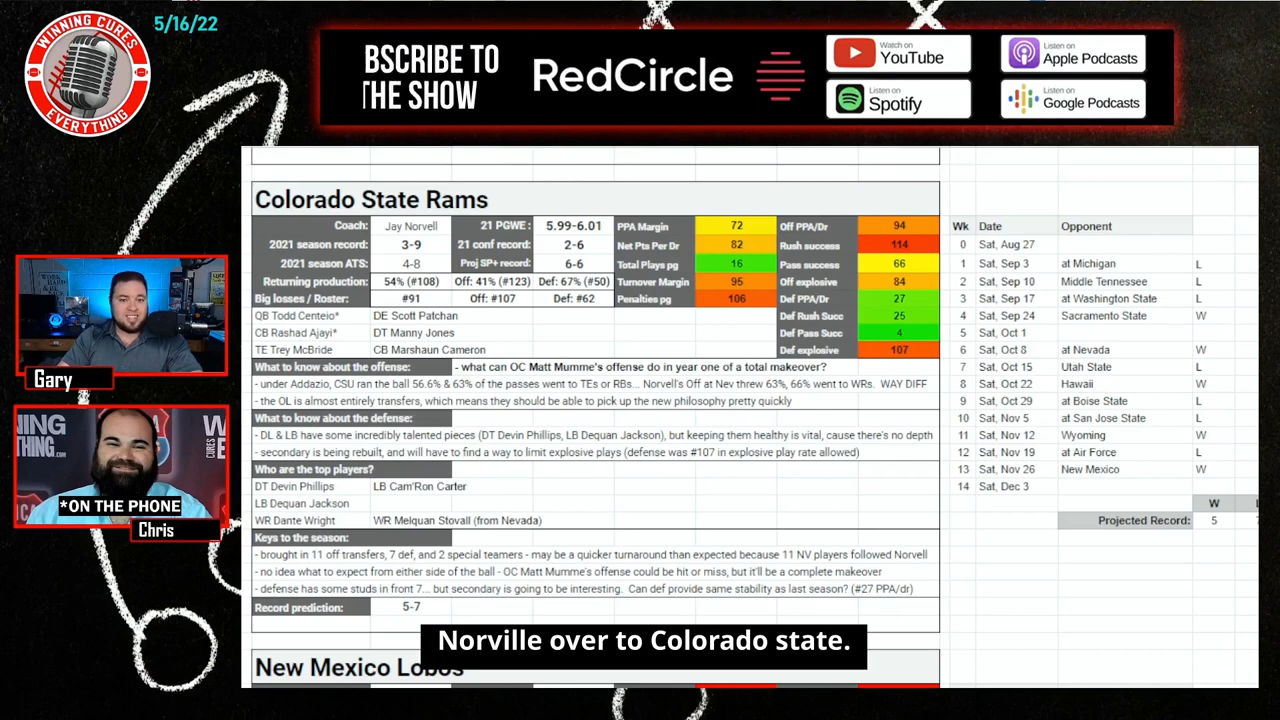 WINNING CURES
EVERYTHING
5/16/22
BSCRIBE TO
THE SHOW
RedCircle
Watch on
YouTube
Listen on
Spotify
Listen on
Apple Podcasts
Listen on
Google Podcasts
Colorado State Rams
Coach: Jay Norvell 21 PGWE: 5.99-6.01 PPA Margin 72 Off PPA/Dr 94
2021 season record: 3-9 21 conf record: 2-6 Net Pts Per Dr 82 Rush success 114
2021 season ATS: 4-8 Proj SP+ record: 6-6 Total Plays pg 16 Pass success 66
Returning production: 54% (#108) Off: 41% (#123) Def: 67% (#50) Turnover Margin 95 Off explosive 84
Big losses / Roster: #91 Off: #107 Def: #62 Penalties pg 106 Def PPA/Dr 27
QB Todd Centeio* DE Scott Patchan Def Rush Succ 25
CB Rashad Ajayi* DT Manny Jones Def Pass Succ 4
TE Trey McBride CB Marshaun Cameron Def explosive 107
What to know about the offense: - what can OC Matt Mumme's offense do in year one of a total makeover?
- under Addazio, CSU ran the ball 56.6% & 63% of the passes went to TEs or RBs... Norvell's Off at Nev threw 63%, 66% went to WRs. WAY DIFF
- the OL is almost entirely transfers, which means they should be able to pick up the new philosophy pretty quickly
What to know about the defense:
- DL & LB have some incredibly talented pieces (DT Devin Phillips, LB Dequan Jackson), but keeping them healthy is vital, cause there's no depth
- secondary is being rebuilt, and will have to find a way to limit explosive plays (defense was #107 in explosive play rate allowed)
Who are the top players?
DT Devin Phillips LB Cam'Ron Carter
LB Dequan Jackson
WR Dante Wright WR Melquan Stovall (from Nevada)
Keys to the season:
- brought in 11 off transfers, 7 def, and 2 special teamers - may be a quicker turnaround than expected because 11 NV players followed Norvell
- no idea what to expect from either side of the ball - OC Matt Mumme's offense could be hit or miss, but it'll be a complete makeover
- defense has some studs in front 7... but secondary is going to be interesting. Can def provide same stability as last season? (#27 PPA/dr)
Record prediction: 5-7
New Mexico Lobos
Wk Date Opponent
0 Sat, Aug 27
1 Sat, Sep 3 at Michigan L
2 Sat, Sep 10 Middle Tennessee L
3 Sat, Sep 17 at Washington State L
4 Sat, Sep 24 Sacramento State W
5 Sat, Oct 1
6 Sat, Oct 8 at Nevada W
7 Sat, Oct 15 Utah State L
8 Sat, Oct 22 Hawaii W
9 Sat, Oct 29 at Boise State L
10 Sat, Nov 5 at San Jose State L
11 Sat, Nov 12 Wyoming W
12 Sat, Nov 19 at Air Force L
13 Sat, Nov 26 New Mexico W
14 Sat, Dec 3
W
Projected Record: 5
Gary
*ON THE PHONE
Chris
Norville over to Colorado state.